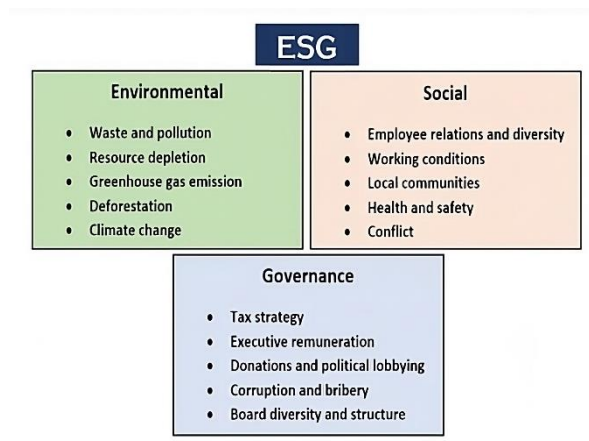 ESG
Environmental
• Waste and pollution
• Resource depletion
• Greenhouse gas emission
• Deforestation
• Climate change
Social
• Employee relations and diversity
• Working conditions
• Local communities
• Health and safety
• Conflict
Governance
• Tax strategy
• Executive remuneration
• Donations and political lobbying
• Corruption and bribery
• Board diversity and structure